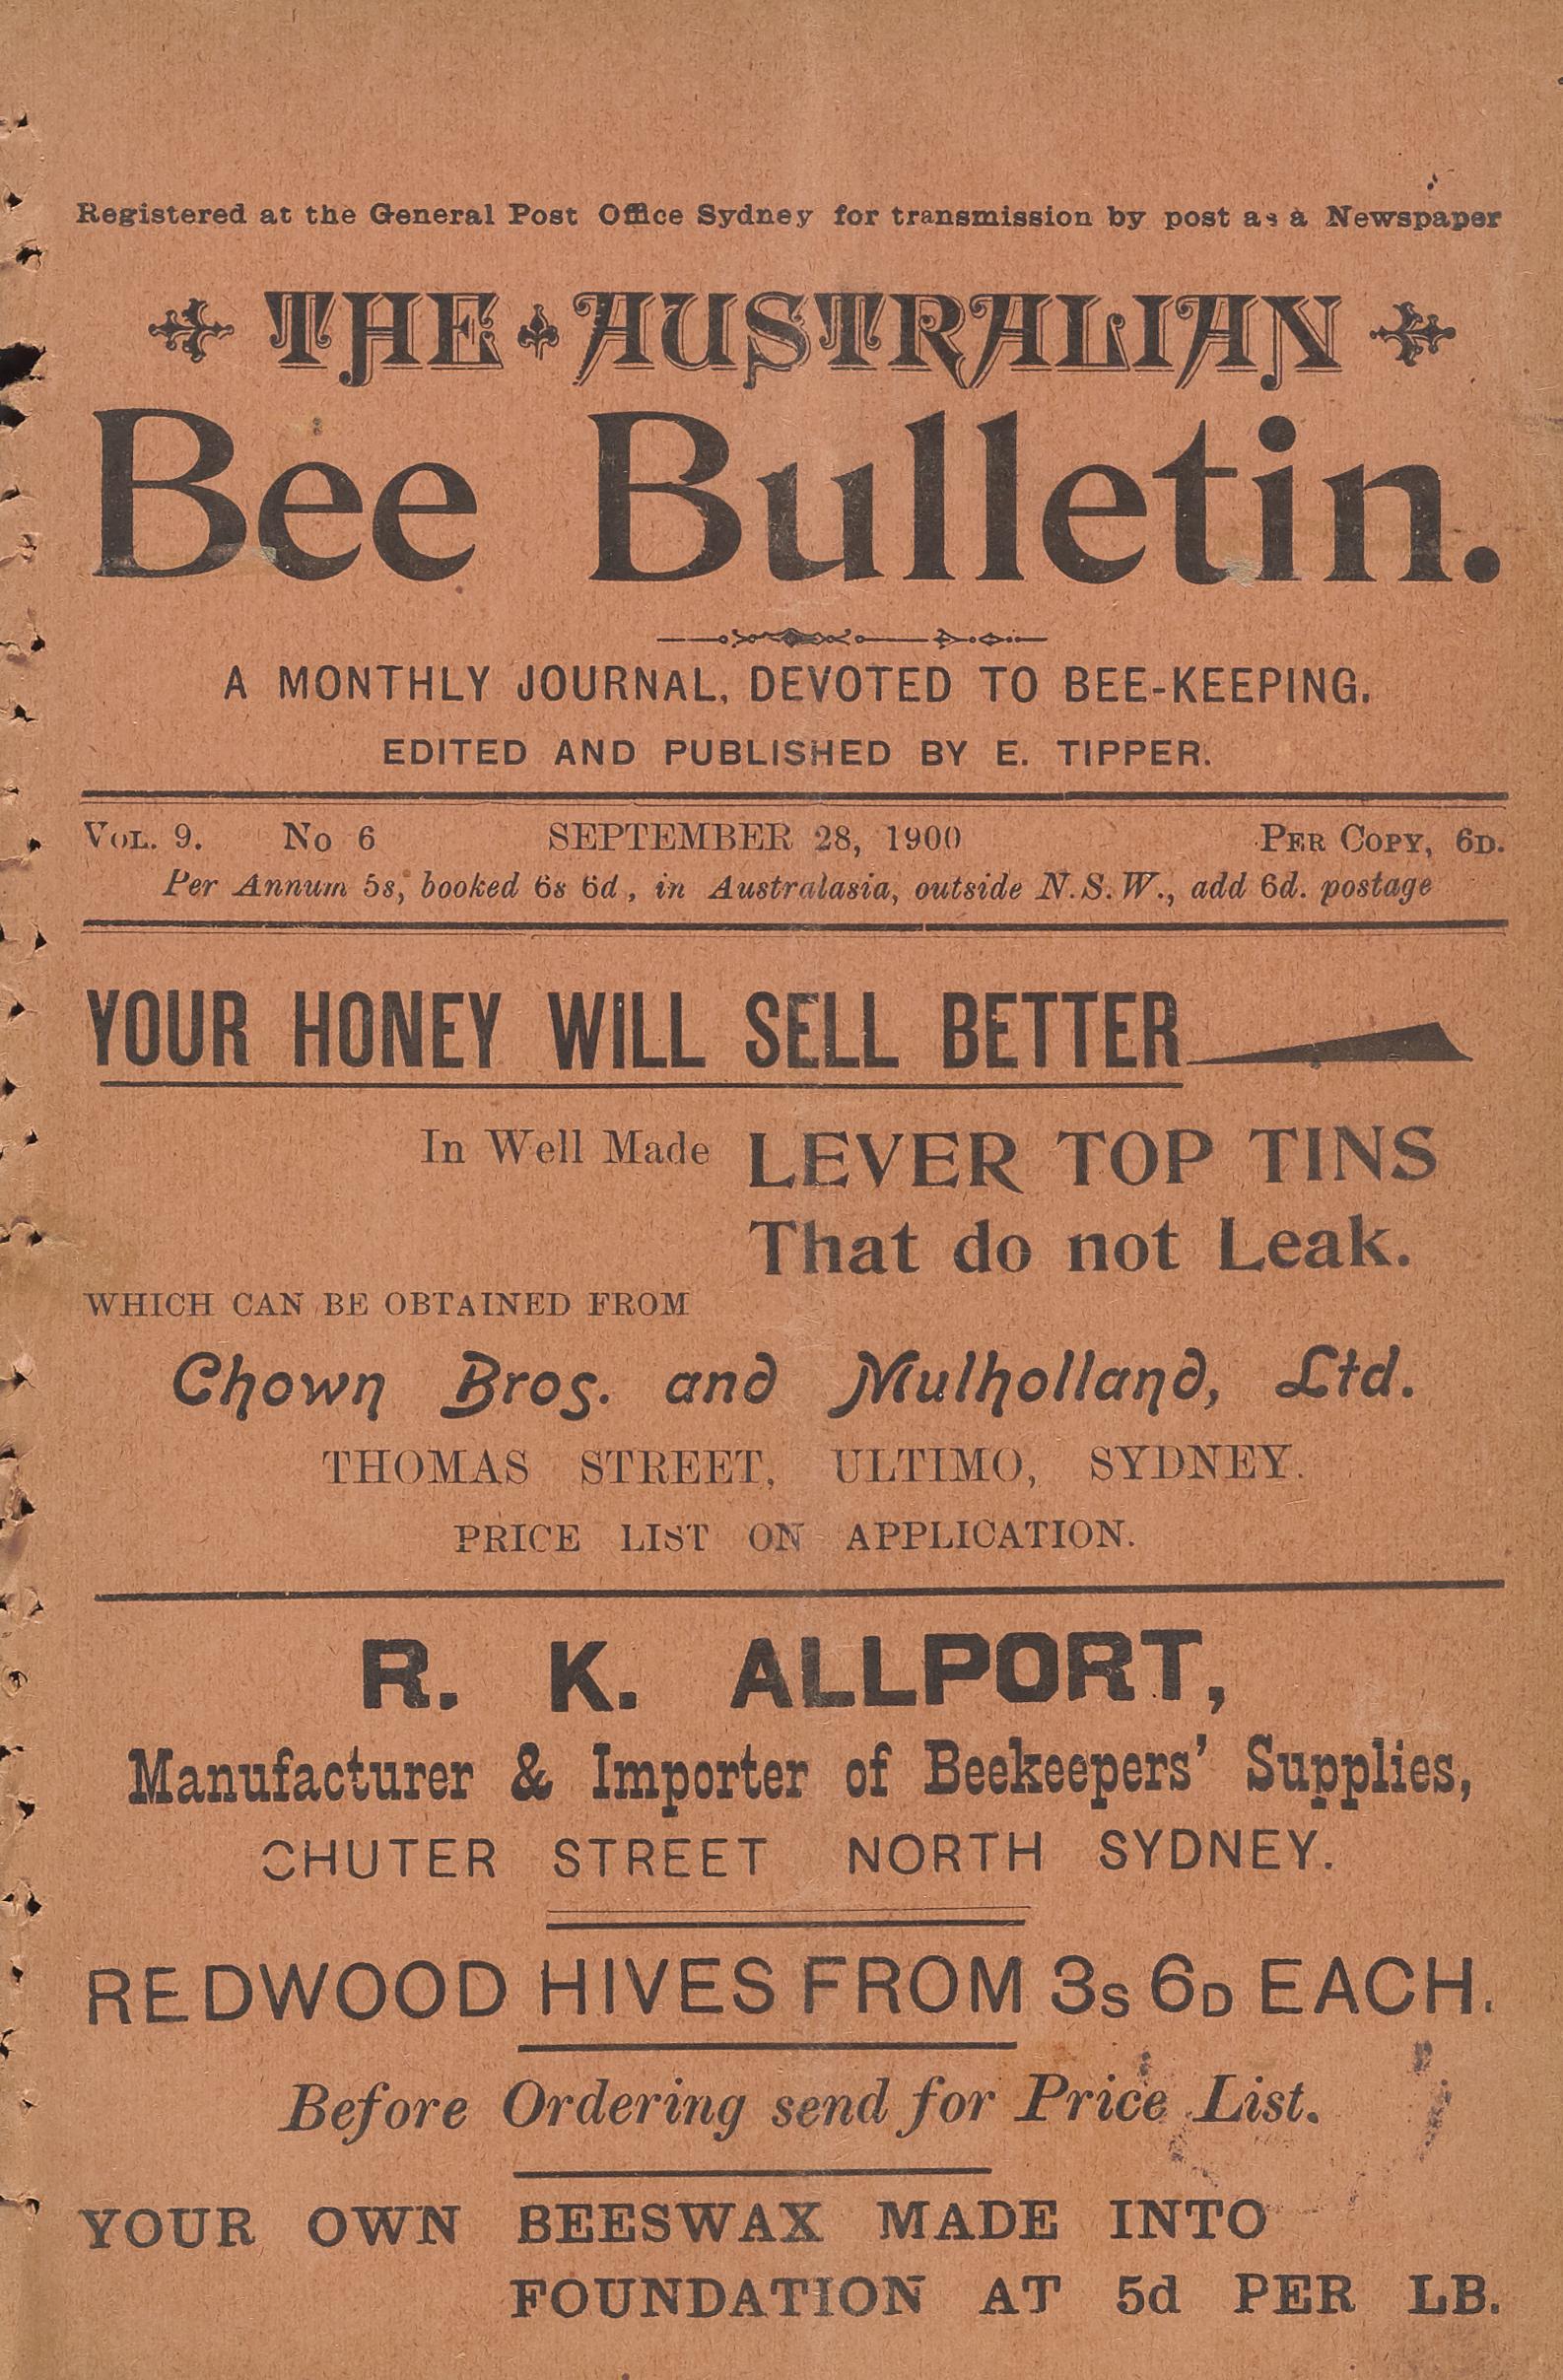 Registered at the General Post Office Sydney for transmission by post as a Newspaper
THE AUSTRALIAN
Bee Bulletin.
A MONTHLY JOURNAL, DEVOTED TO BEE-KEEPING.
EDITED AND PUBLISHED BY E. TIPPER.
VOL. 9. No 6 SEPTEMBER 28, 1900 PER COPY, 6D.
Per Annum 5s, booked 6s 6d, in Australasia, outside N.S.W., add 6d. postage
YOUR HONEY WILL SELL BETTER
In Well Made LEVER TOP TINS
That do not Leak.
WHICH CAN BE OBTAINED FROM
Chown Bros. and Mulholland, Ltd.
THOMAS STREET, ULTIMO, SYDNEY.
PRICE LIST ON APPLICATION.
R. K. ALLPORT,
Manufacturer & Importer of Beekeepers' Supplies,
CHUTER STREET NORTH SYDNEY.
REDWOOD HIVES FROM 3S 6D EACH.
Before Ordering send for Price List.
YOUR OWN BEESWAX MADE INTO
FOUNDATION AT 5d PER LB.